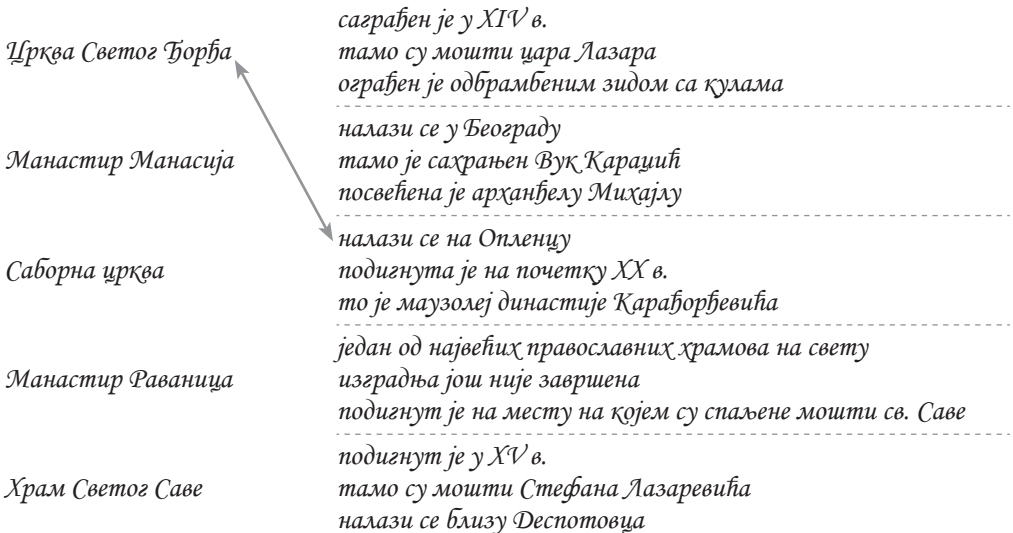 Црква Светог Ђорђа
Манастир Манасија
Саборна црква
Манастир Раваница
Храм Светог Саве
саграђен је у XIV в.
тамо су мошти цара Лазара
ограђен је одбрамбеним зидом са кулама
налази се у Београду
тамо је сахрањен Вук Караџић
посвећена је арханђелу Михајлу
налази се на Опленцу
подигнута је на почетку XX в.
то је маузолеј династије Карађорђевића
један од највећих православних храмова на свету
изградња још није завршена
подигнут је на месту на којем су спаљене мошти св. Саве
подигнут је у XV в.
тамо су мошти Стефана Лазаревића
налази се близу Деспотовца